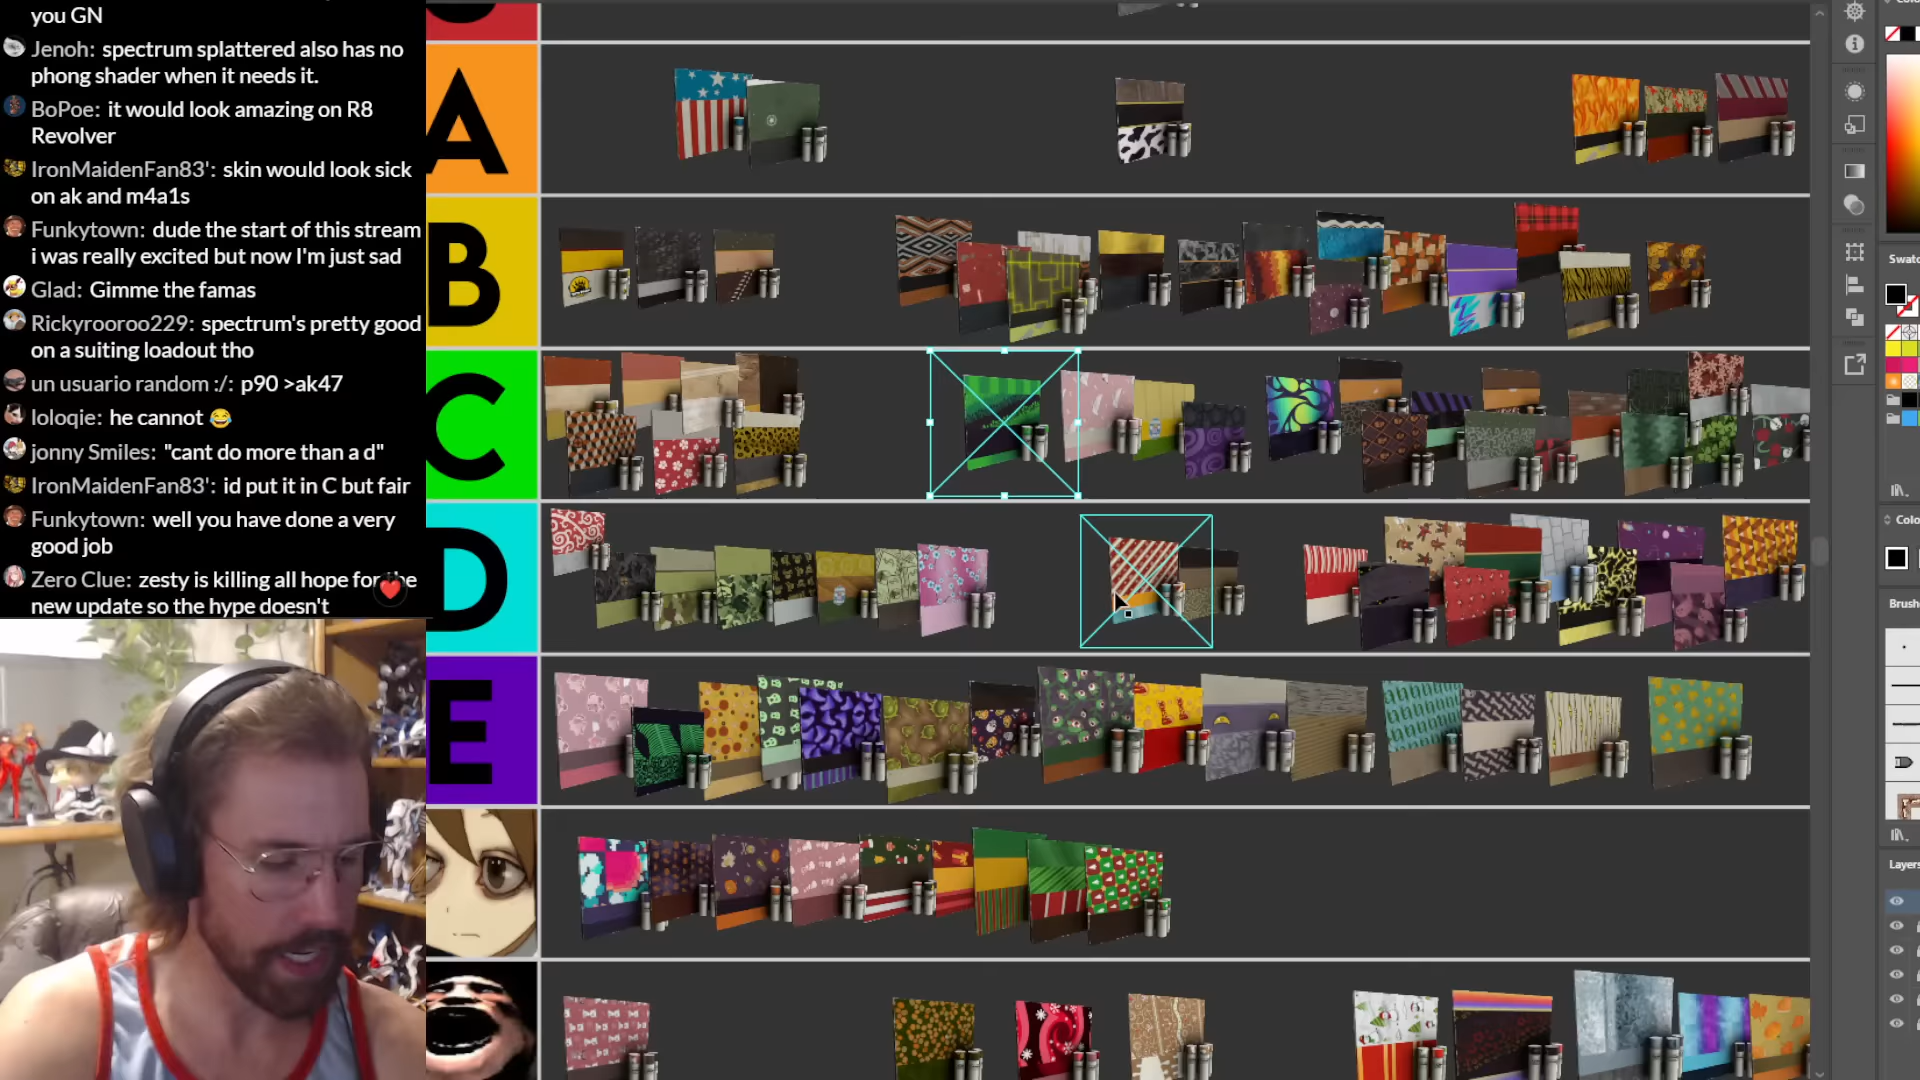 you GN
Jenoh: spectrum splattered also has no
phong shader when it needs it.
BoPoe: it would look amazing on R8
Revolver
IronMaidenFan83': skin would look sick
on ak and m4a1s
Funkytown: dude the start of this stream
i was really excited but now I'm just sad
Glad: Gimme the famas
Rickyrooroo229: spectrum's pretty good
on a suiting loadout tho
un usuario random :/: p90 >ak47
loloqie: he cannot 😂
jonny Smiles: "cant do more than a d"
IronMaidenFan83': id put it in C but fair
Funkytown: well you have done a very
good job
Zero Clue: zesty is killing all hope for the
new update so the hype doesn't
A
B
C
D
E
Swatc
Colo
Brushe
Layers